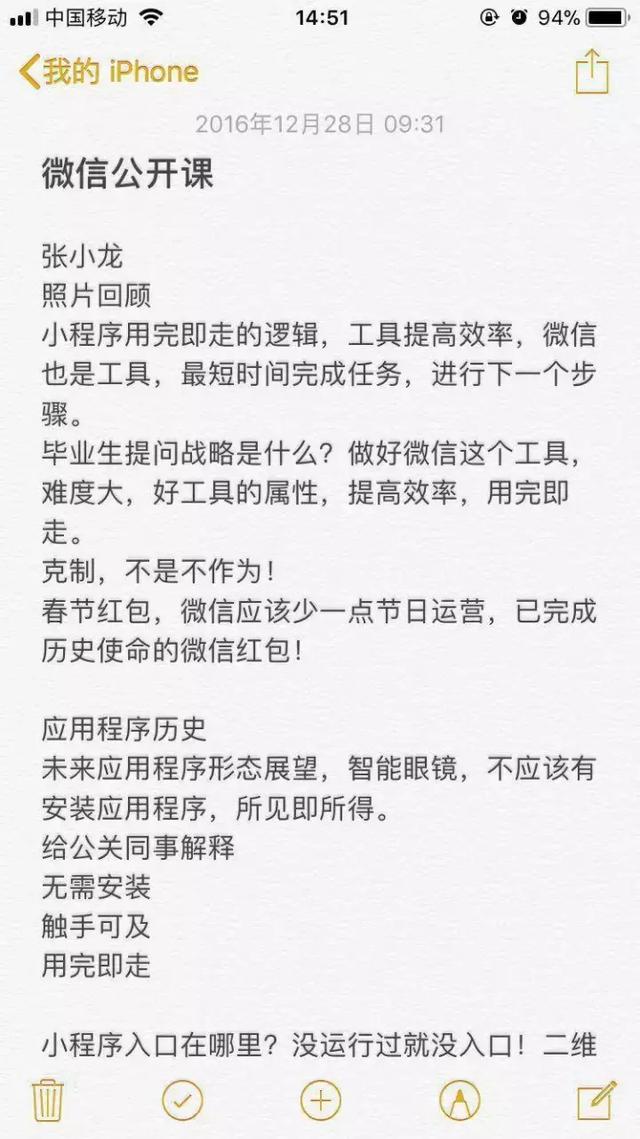 中国移动 14:51 94%
我的 iPhone
2016年12月28日 09:31
微信公开课
张小龙
照片回顾
小程序用完即走的逻辑，工具提高效率，微信
也是工具，最短时间完成任务，进行下一个步
骤。
毕业生提问战略是什么？做好微信这个工具，
难度大，好工具的属性，提高效率，用完即
走。
克制，不是不作为！
春节红包，微信应该少一点节日运营，已完成
历史使命的微信红包！
应用程序历史
未来应用程序形态展望，智能眼镜，不应该有
安装应用程序，所见即所得。
给公关同事解释
无需安装
触手可及
用完即走
小程序入口在哪里？没运行过就没入口！二维